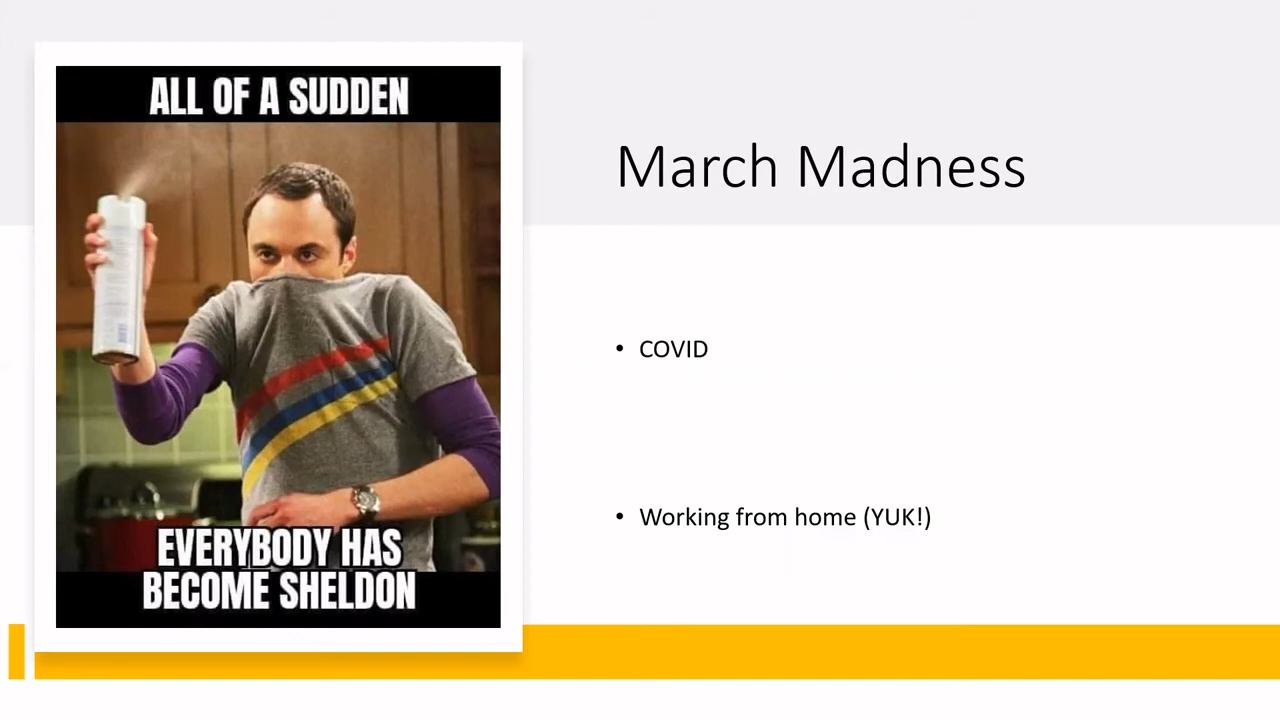 ALL OF A SUDDEN
EVERYBODY HAS
BECOME SHELDON
March Madness
• COVID
• Working from home (YUK!)